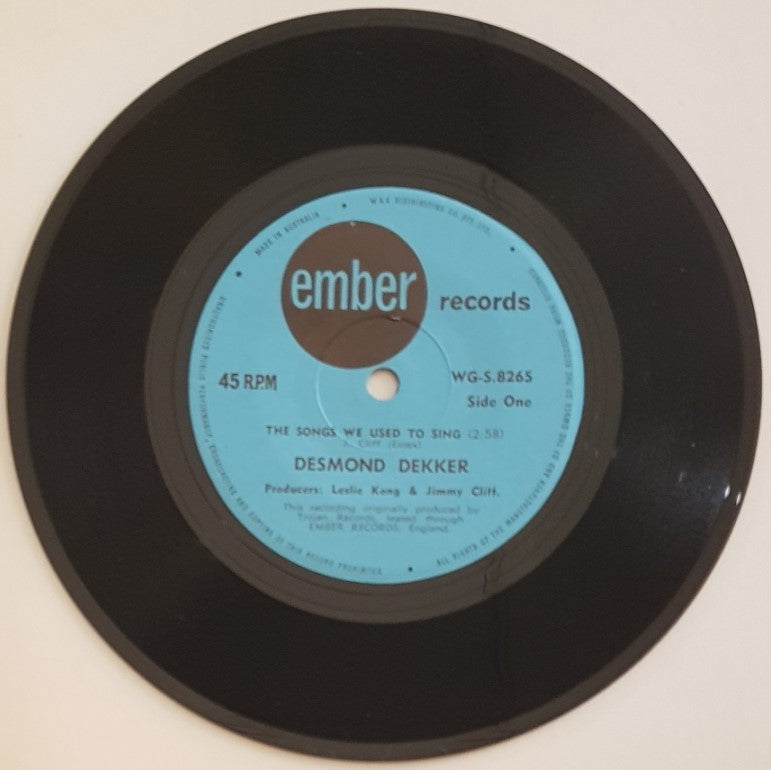 MADE IN AUSTRALIA
W & G DISTRIBUTING CO. PTY. LTD.
ember records
45 RPM
WG-S.8265
Side One
THE SONGS WE USED TO SING (2:58)
J. Cliff (Essex)
DESMOND DEKKER
Producers: Leslie Kong & Jimmy Cliff.
This recording originally produced by
Trojan Records, leased through
EMBER RECORDS, England.
ALL RIGHTS OF THE MANUFACTURER AND OF THE OWNER OF THE RECORDED WORK RESERVED
UNAUTHORISED PUBLIC PERFORMANCE, BROADCASTING AND COPYING OF THIS RECORD PROHIBITED